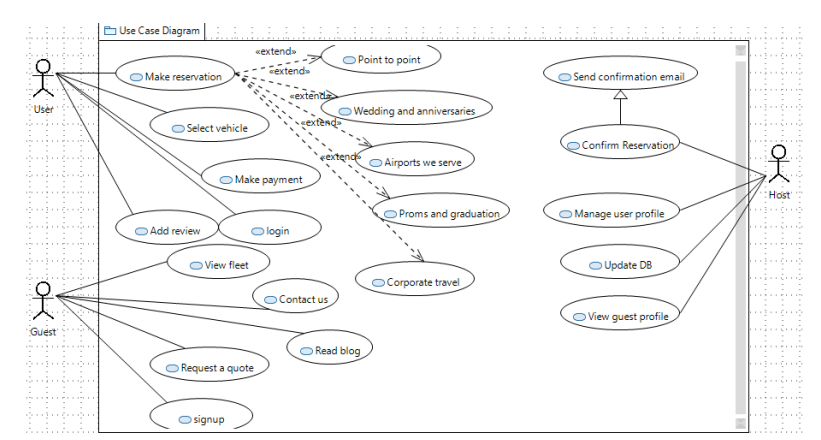 Use Case Diagram
«extend»
Point to point
Make reservation
«extend»
Send confirmation email
«extend»
Wedding and anniversaries
User
Select vehicle
«extend»
Confirm Reservation
«extend»
Airports we serve
Make payment
Host
Proms and graduation
Manage user profile
Add review
login
View fleet
Update DB
Corporate travel
Contact us
View guest profile
Guest
Read blog
Request a quote
signup